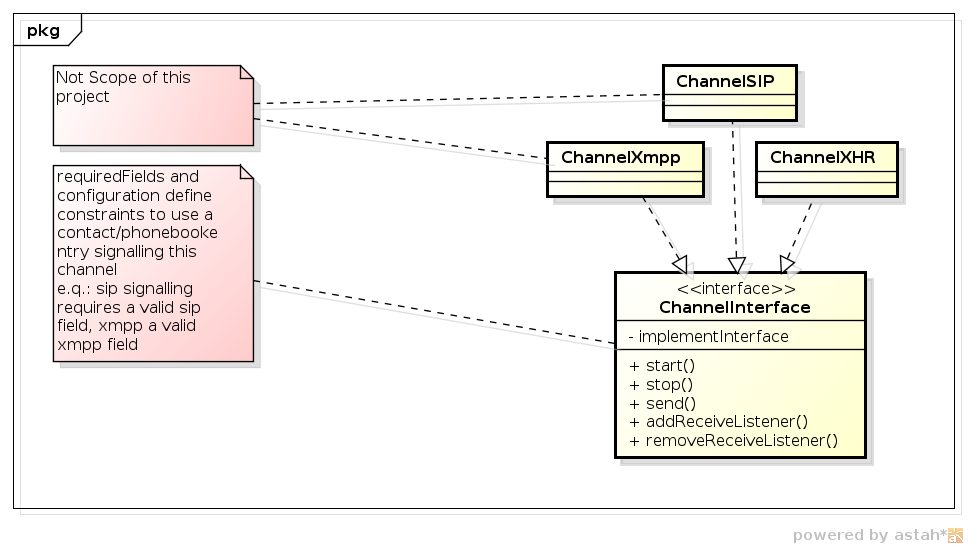 pkg
Not Scope of this
project
ChannelSIP
ChannelXmpp
ChannelXHR
requiredFields and
configuration define
constraints to use a
contact/phonebooke
ntry signalling this
channel
e.q.: sip signalling
requires a valid sip
field, xmpp a valid
xmpp field
<<interface>>
ChannelInterface
- implementInterface
+ start()
+ stop()
+ send()
+ addReceiveListener()
+ removeReceiveListener()
powered by astah*